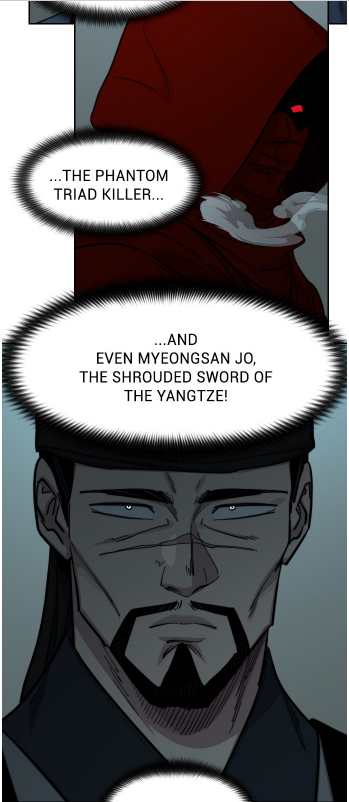 ...THE PHANTOM
TRIAD KILLER...
...AND
EVEN MYEONGSAN JO,
THE SHROUDED SWORD OF
THE YANGTZE!